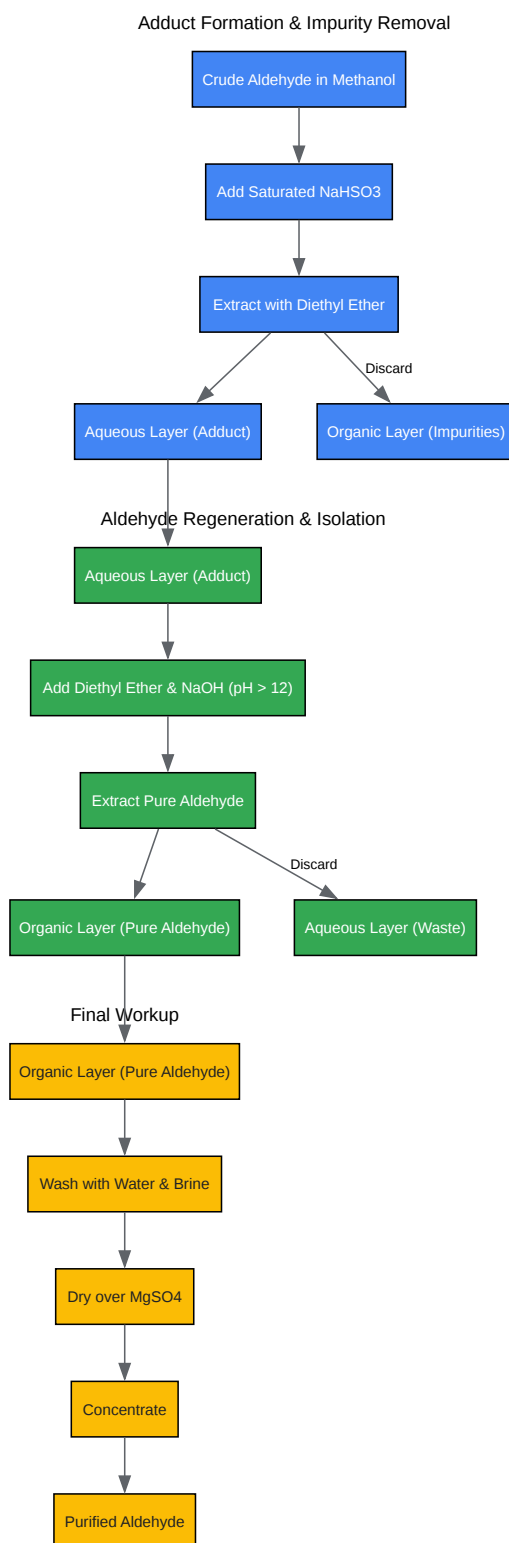 Adduct Formation & Impurity Removal
Crude Aldehyde in Methanol
Add Saturated NaHSO3
Extract with Diethyl Ether
Discard
Aqueous Layer (Adduct)
Organic Layer (Impurities)
Aldehyde Regeneration & Isolation
Aqueous Layer (Adduct)
Add Diethyl Ether & NaOH (pH > 12)
Extract Pure Aldehyde
Discard
Organic Layer (Pure Aldehyde)
Aqueous Layer (Waste)
Final Workup
Organic Layer (Pure Aldehyde)
Wash with Water & Brine
Dry over MgSO4
Concentrate
Purified Aldehyde